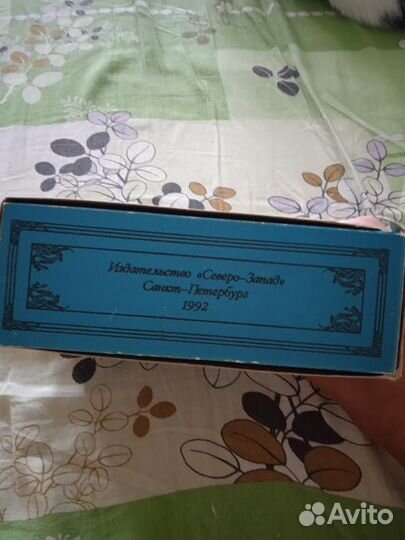 Издательство «Северо-Запад»
Санкт-Петербург
1992
Avito